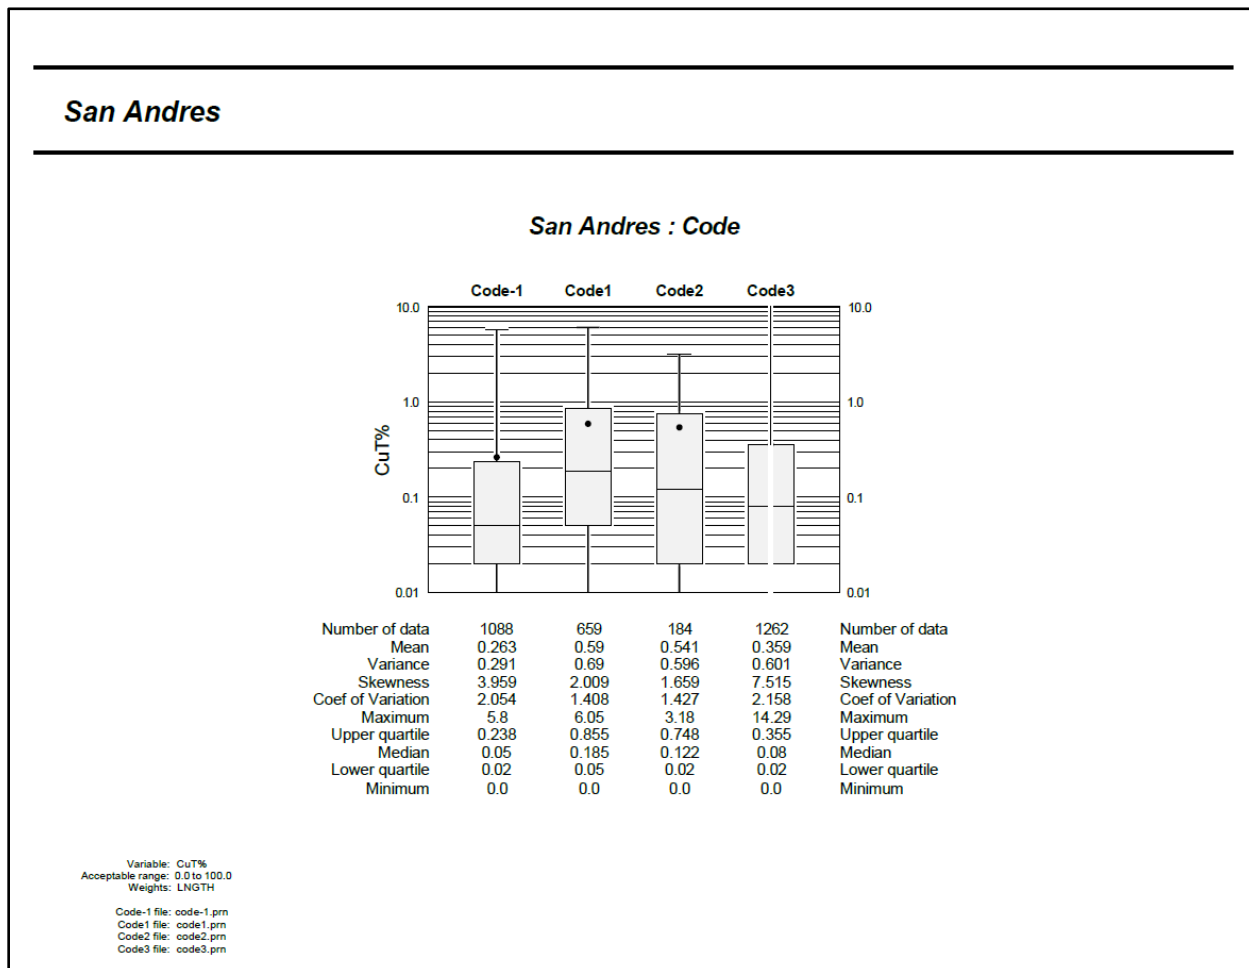 San Andres
San Andres : Code
Code-1 Code1 Code2 Code3
10.0 10.0
1.0 1.0
CuT%
0.1 0.1
0.01 0.01
Number of data 1088 659 184 1262 Number of data
Mean 0.263 0.59 0.541 0.359 Mean
Variance 0.291 0.69 0.596 0.601 Variance
Skewness 3.959 2.009 1.659 7.515 Skewness
Coef of Variation 2.054 1.408 1.427 2.158 Coef of Variation
Maximum 5.8 6.05 3.18 14.29 Maximum
Upper quartile 0.238 0.855 0.748 0.355 Upper quartile
Median 0.05 0.185 0.122 0.08 Median
Lower quartile 0.02 0.05 0.02 0.02 Lower quartile
Minimum 0.0 0.0 0.0 0.0 Minimum
Variable: CuT%
Acceptable range: 0.0 to 100.0
Weights: LNGTH
Code-1 file: code-1.prn
Code1 file: code1.prn
Code2 file: code2.prn
Code3 file: code3.prn